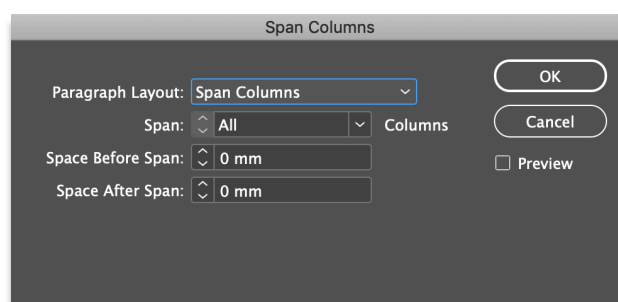 Span Columns
Paragraph Layout: Span Columns
OK
Span: All Columns
Cancel
Space Before Span: 0 mm
Preview
Space After Span: 0 mm